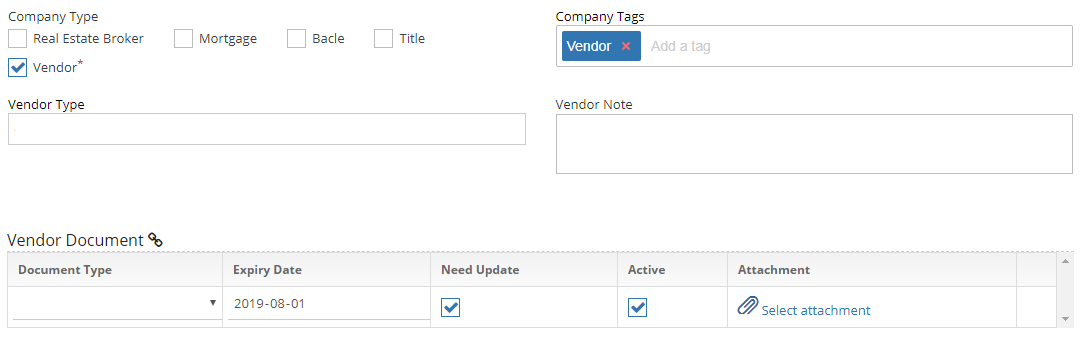 Company Type
Real Estate Broker Mortgage Bacle Title
Vendor*
Company Tags
Vendor × Add a tag
Vendor Type
Vendor Note
Vendor Document
Document Type Expiry Date Need Update Active Attachment
2019-08-01 Select attachment